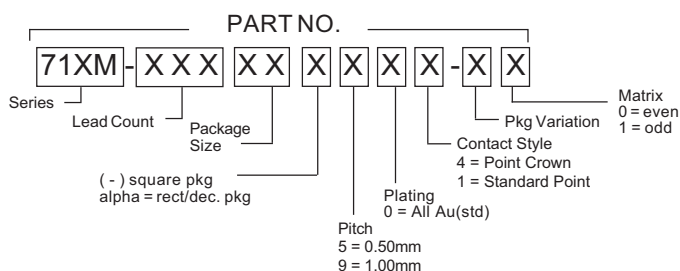 PART NO.
71XM - X X X X X X X X X - X X
Series
Lead Count
Package
Size
( - ) square pkg
alpha = rect/dec. pkg
Pitch
5 = 0.50mm
9 = 1.00mm
Plating
0 = All Au(std)
Contact Style
4 = Point Crown
1 = Standard Point
Pkg Variation
Matrix
0 = even
1 = odd